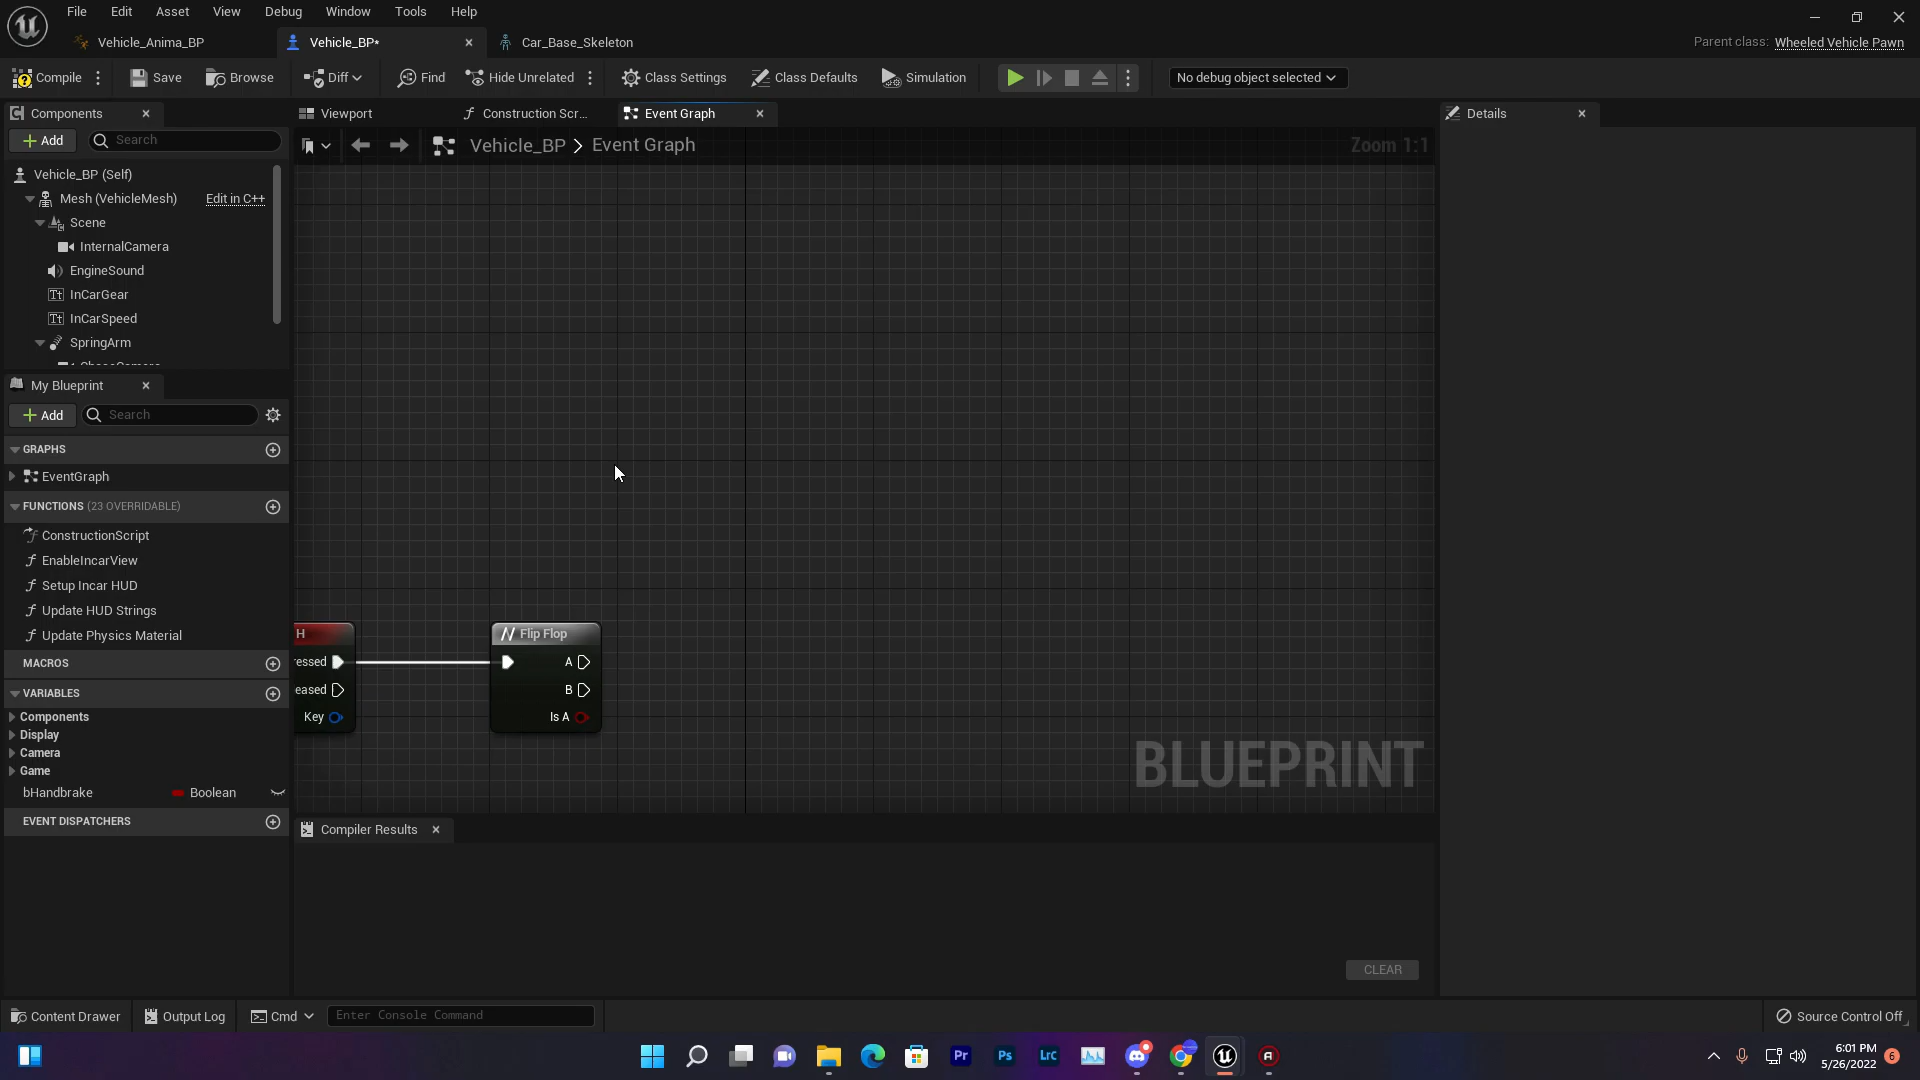 File Edit Asset View Debug Window Tools Help
Vehicle_Anima_BP Vehicle_BP* Car_Base_Skeleton Parent class: Wheeled Vehicle Pawn
Compile Save Browse Diff Find Hide Unrelated Class Settings Class Defaults Simulation No debug object selected
Components Viewport Construction Scr... Event Graph Details
Add Search Vehicle_BP > Event Graph Zoom 1:1
Vehicle_BP (Self)
Mesh (VehicleMesh) Edit in C++
Scene
InternalCamera
EngineSound
InCarGear
InCarSpeed
SpringArm
My Blueprint
Add Search
GRAPHS
EventGraph
FUNCTIONS (23 OVERRIDABLE)
ConstructionScript
EnableIncarView
Setup Incar HUD
Update HUD Strings
Update Physics Material
MACROS
VARIABLES
Components
Display
Camera
Game
bHandbrake Boolean
EVENT DISPATCHERS
H
ressed
eased
Key
Flip Flop
A
B
Is A
BLUEPRINT
Compiler Results
CLEAR
Content Drawer Output Log Cmd Enter Console Command Source Control Off
Pr Ps Lrc
6:01 PM
5/26/2022 6